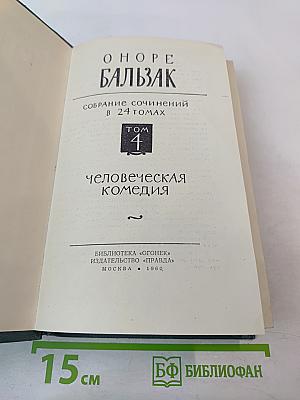 ОНОРЕ
БАЛЬЗАК
СОБРАНИЕ СОЧИНЕНИЙ
В 24 ТОМАХ
ТОМ
4
ЧЕЛОВЕЧЕСКАЯ
КОМЕДИЯ
БИБЛИОТЕКА «ОГОНЕК»
ИЗДАТЕЛЬСТВО «ПРАВДА»
МОСКВА • 1960
15 см
БФ БИБЛИОФАН